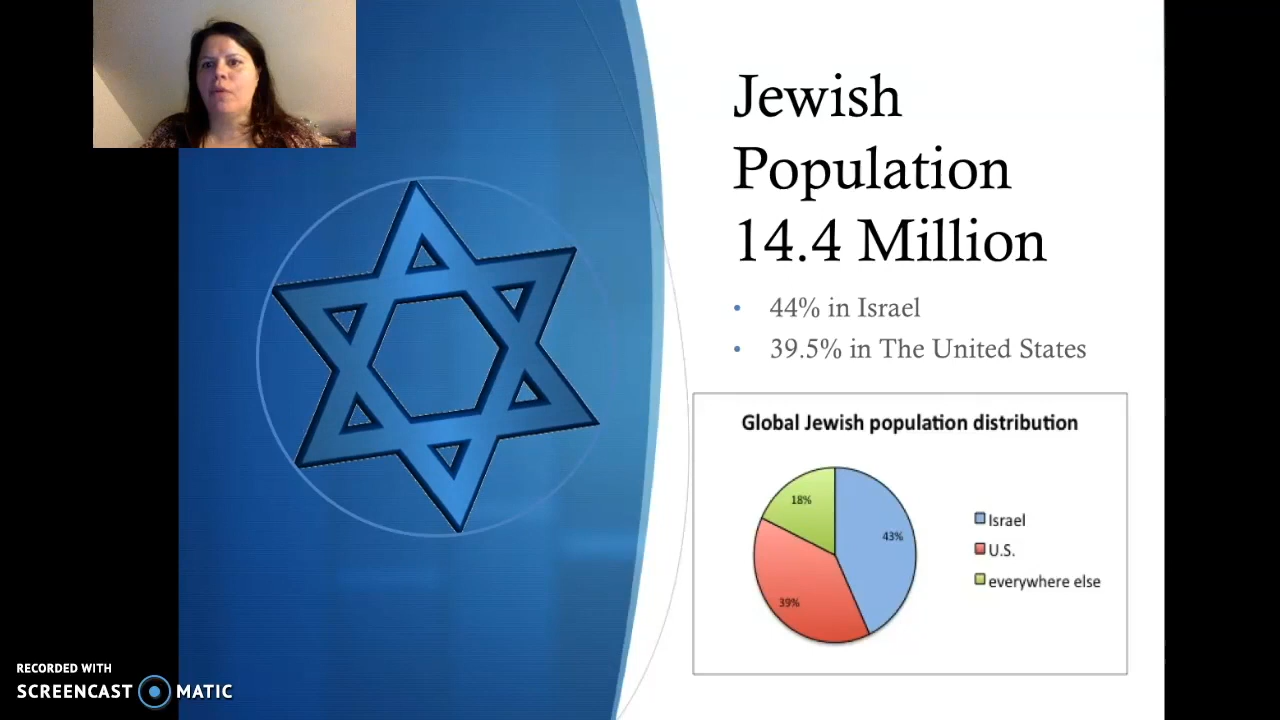 Jewish
Population
14.4 Million
• 44% in Israel
• 39.5% in The United States
Global Jewish population distribution
18%
43%
39%
Israel
U.S.
everywhere else
RECORDED WITH
SCREENCAST MATIC